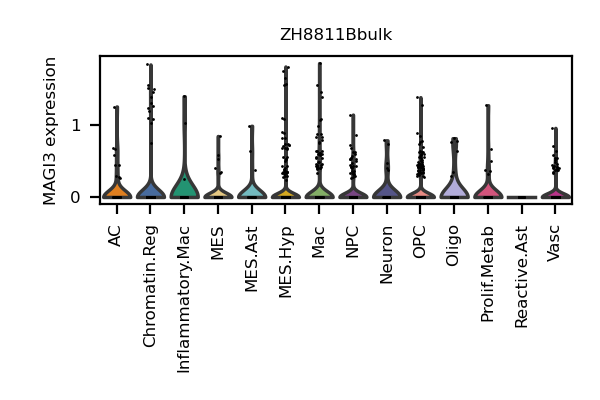 ZH8811Bbulk
MAGI3 expression
1
0
AC
Chromatin.Reg
Inflammatory.Mac
MES
MES.Ast
MES.Hyp
Mac
NPC
Neuron
OPC
Oligo
Prolif.Metab
Reactive.Ast
Vasc